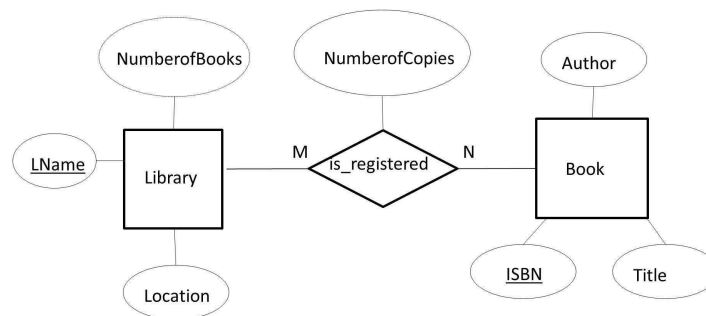 NumberofBooks
NumberofCopies
Author
LName
Library
M
is_registered
N
Book
Location
ISBN
Title